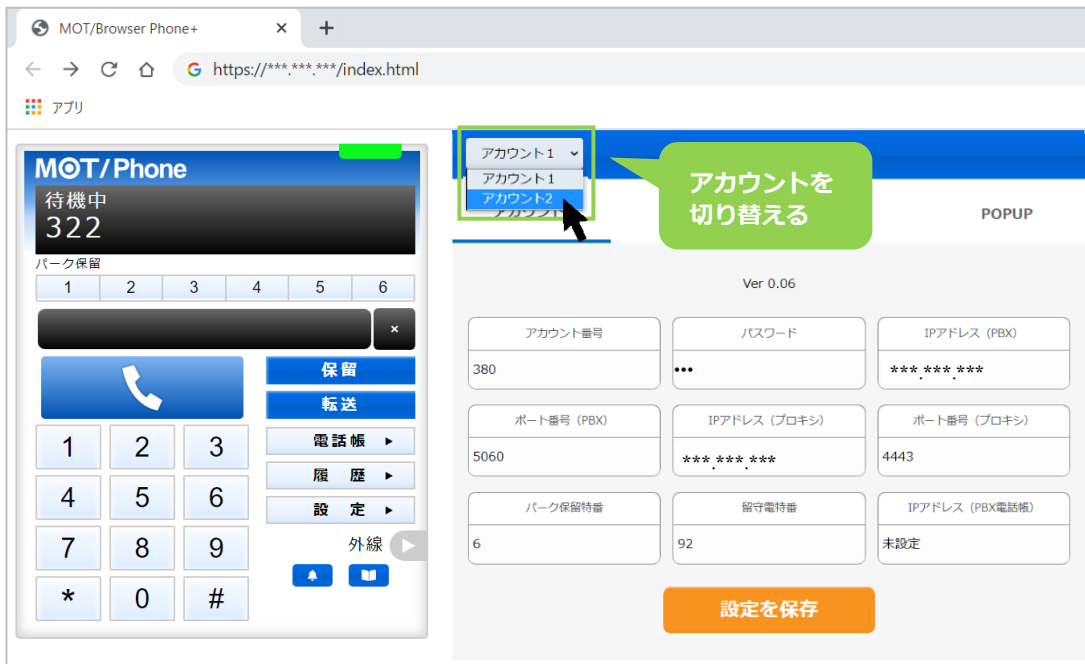 MOT/Browser Phone+
https://***.***.***/index.html
アプリ
MOT/Phone
待機中
322
パーク保留
1 2 3 4 5 6
×
保留
転送
電話帳
履 歴
設 定
外線
1 2 3
4 5 6
7 8 9
* 0 #
アカウント1
アカウント1
アカウント2
アカウント
アカウントを
切り替える
POPUP
Ver 0.06
アカウント番号 パスワード IPアドレス(PBX)
380 ••• ***.***.***
ポート番号(PBX) IPアドレス(プロキシ) ポート番号(プロキシ)
5060 ***.***.*** 4443
パーク保留特番 留守電特番 IPアドレス(PBX電話帳)
6 92 未設定
設定を保存